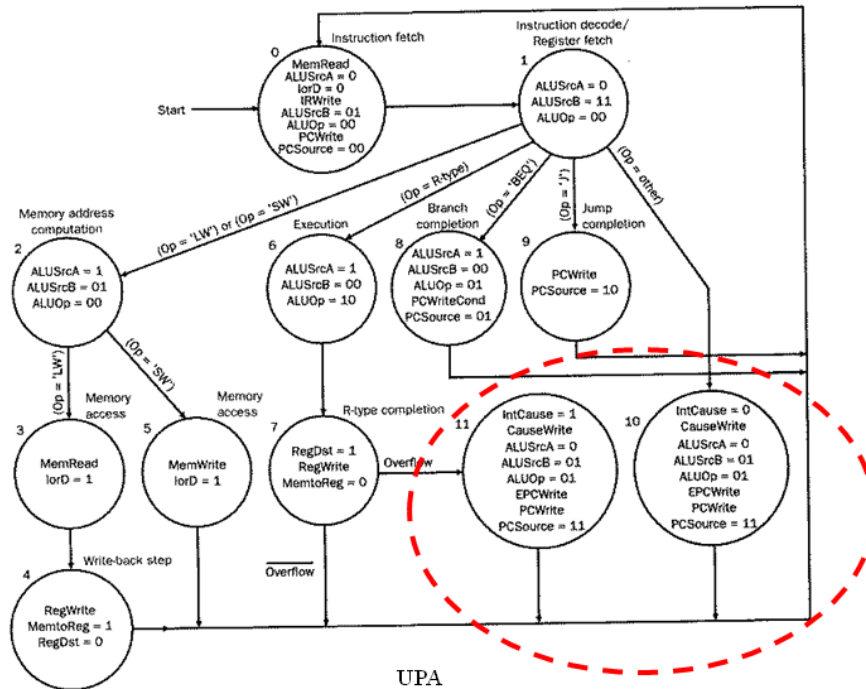 Instruction fetch
0
MemRead
ALUSrcA = 0
IorD = 0
IRWrite
ALUSrcB = 01
ALUOp = 00
PCWrite
PCSource = 00
Start
Instruction decode/
Register fetch
1
ALUSrcA = 0
ALUSrcB = 11
ALUOp = 00
(Op = 'LW') or (Op = 'SW')
(Op = R-type)
(Op = 'BEQ')
(Op = 'J')
(Op = other)
Memory address
computation
2
ALUSrcA = 1
ALUSrcB = 01
ALUOp = 00
Execution
6
ALUSrcA = 1
ALUSrcB = 00
ALUOp = 10
Branch
completion
8
ALUSrcA = 1
ALUSrcB = 00
ALUOp = 01
PCWriteCond
PCSource = 01
Jump
completion
9
PCWrite
PCSource = 10
(Op = 'LW')
(Op = 'SW')
Memory
access
3
MemRead
IorD = 1
Memory
access
5
MemWrite
IorD = 1
R-type completion
7
RegDst = 1
RegWrite
MemtoReg = 0
Overflow
Overflow
11
IntCause = 1
CauseWrite
ALUSrcA = 0
ALUSrcB = 01
ALUOp = 01
EPCWrite
PCWrite
PCSource = 11
10
IntCause = 0
CauseWrite
ALUSrcA = 0
ALUSrcB = 01
ALUOp = 01
EPCWrite
PCWrite
PCSource = 11
Write-back step
4
RegWrite
MemtoReg = 1
RegDst = 0
UPA